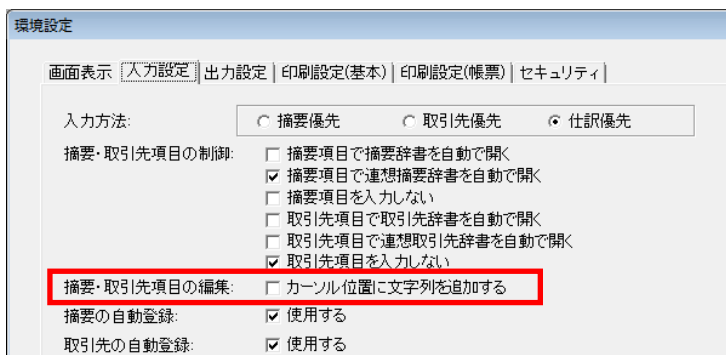 環境設定
画面表示 入力設定 出力設定 印刷設定(基本) 印刷設定(帳票) セキュリティ
入力方法: 摘要優先 取引先優先 仕訳優先
摘要・取引先項目の制御: 摘要項目で摘要辞書を自動で開く
摘要項目で連想摘要辞書を自動で開く
摘要項目を入力しない
取引先項目で取引先辞書を自動で開く
取引先項目で連想取引先辞書を自動で開く
取引先項目を入力しない
摘要・取引先項目の編集: カーソル位置に文字列を追加する
摘要の自動登録: 使用する
取引先の自動登録: 使用する